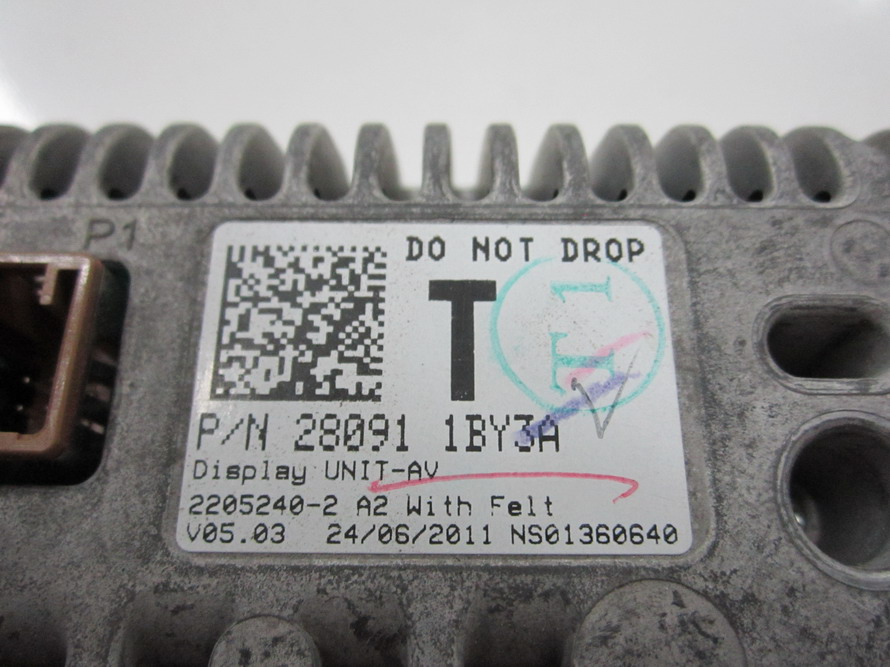 P1
DO NOT DROP
T
T1
P/N 28091 1BY3A
Display UNIT-AV
2205240-2 A2 With Felt
V05.03 24/06/2011 NS01360640